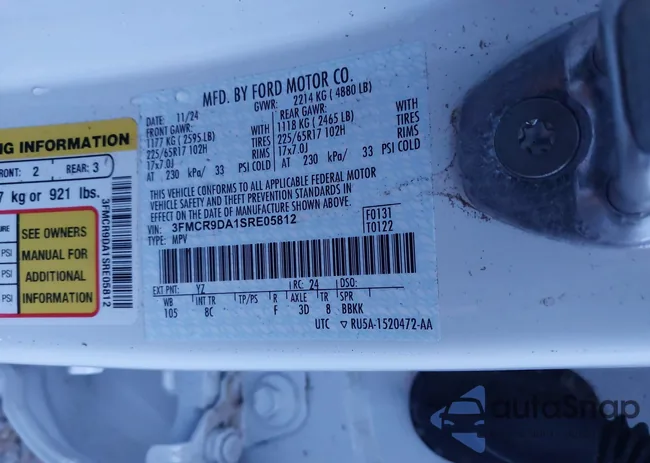 MFD. BY FORD MOTOR CO.
DATE: 11/24 GVWR: 2214 KG ( 4880 LB)
FRONT GAWR: REAR GAWR:
1177 KG ( 2595 LB) WITH 1118 KG ( 2465 LB) WITH
225/65R17 102H TIRES 225/65R17 102H TIRES
17x7.0J RIMS 17x7.0J RIMS
AT 230 kPa/ 33 PSI COLD AT 230 kPa/ 33 PSI COLD
THIS VEHICLE CONFORMS TO ALL APPLICABLE FEDERAL MOTOR
VEHICLE SAFETY AND THEFT PREVENTION STANDARDS IN
EFFECT ON THE DATE OF MANUFACTURE SHOWN ABOVE.
VIN: 3FMCR9DA1SRE05812 F0131
TYPE: MPV T0122
EXT PNT: YZ RC: 24 DSO:
WB INT TR TP/PS R AXLE TR SPR
105 8C F 3D 8 BBKK
UTC ▽ RU5A-1520472-AA
NG INFORMATION
RONT: 2 REAR: 3
7 kg or 921 lbs.
SEE OWNERS
MANUAL FOR
ADDITIONAL
INFORMATION
PSI
PSI
PSI
3FMCR9DA1SRE05812
autoSnap